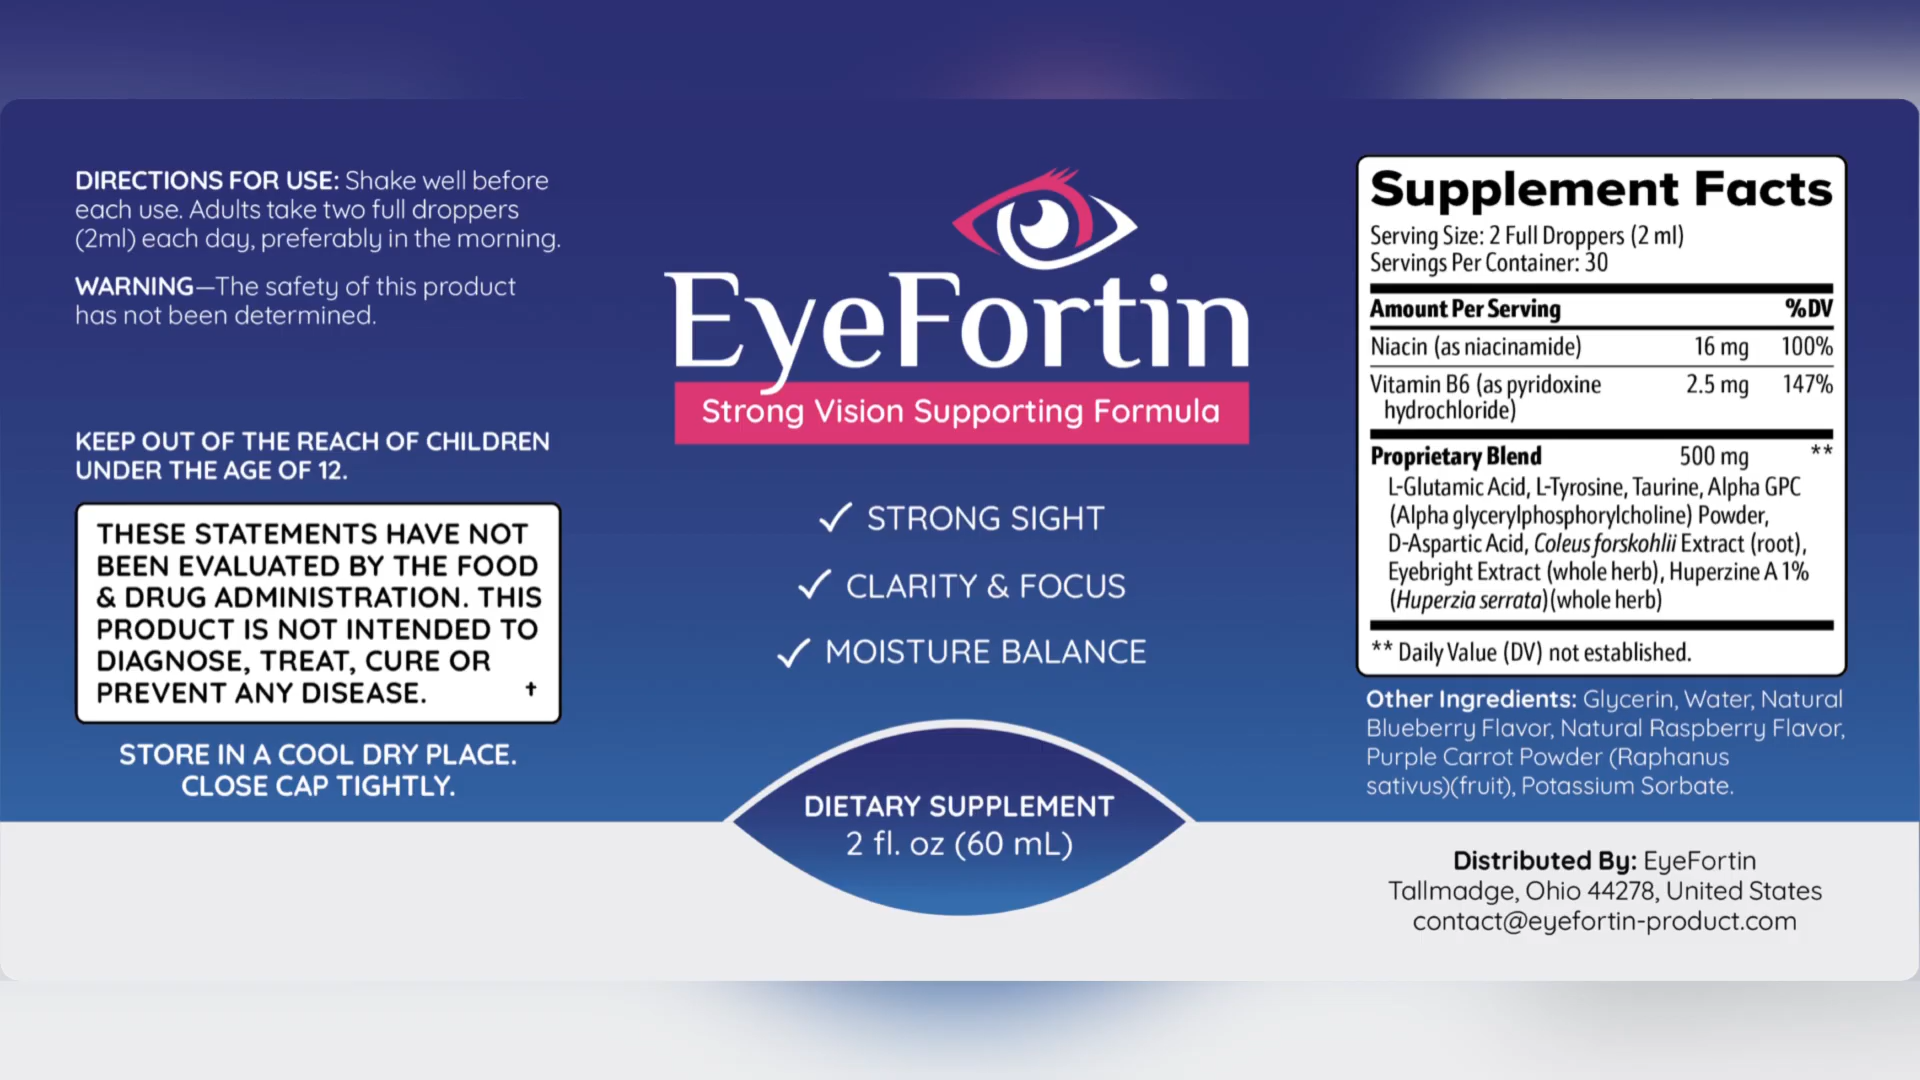 DIRECTIONS FOR USE: Shake well before
each use. Adults take two full droppers
(2ml) each day, preferably in the morning.
WARNING—The safety of this product
has not been determined.
KEEP OUT OF THE REACH OF CHILDREN
UNDER THE AGE OF 12.
THESE STATEMENTS HAVE NOT
BEEN EVALUATED BY THE FOOD
& DRUG ADMINISTRATION. THIS
PRODUCT IS NOT INTENDED TO
DIAGNOSE, TREAT, CURE OR
PREVENT ANY DISEASE. †
STORE IN A COOL DRY PLACE.
CLOSE CAP TIGHTLY.
EyeFortin
Strong Vision Supporting Formula
✓ STRONG SIGHT
✓ CLARITY & FOCUS
✓ MOISTURE BALANCE
DIETARY SUPPLEMENT
2 fl. oz (60 mL)
Supplement Facts
Serving Size: 2 Full Droppers (2 ml)
Servings Per Container: 30
Amount Per Serving %DV
Niacin (as niacinamide) 16 mg 100%
Vitamin B6 (as pyridoxine 2.5 mg 147%
hydrochloride)
Proprietary Blend 500 mg **
L-Glutamic Acid, L-Tyrosine, Taurine, Alpha GPC
(Alpha glycerylphosphorylcholine) Powder,
D-Aspartic Acid, Coleus forskohlii Extract (root),
Eyebright Extract (whole herb), Huperzine A 1%
(Huperzia serrata)(whole herb)
** Daily Value (DV) not established.
Other Ingredients: Glycerin, Water, Natural
Blueberry Flavor, Natural Raspberry Flavor,
Purple Carrot Powder (Raphanus
sativus)(fruit), Potassium Sorbate.
Distributed By: EyeFortin
Tallmadge, Ohio 44278, United States
contact@eyefortin-product.com